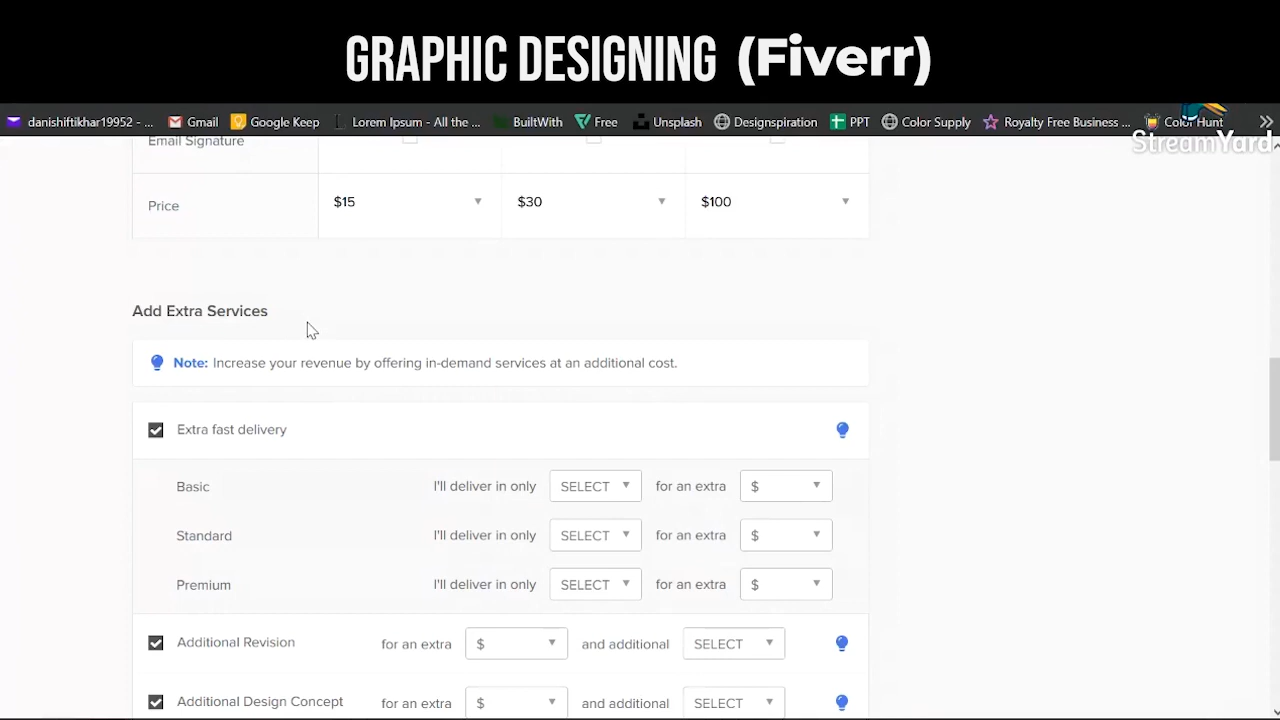 GRAPHIC DESIGNING (Fiverr)
danishiftikhar19952 - ... Gmail Google Keep Lorem Ipsum - All the ... BuiltWith Free Unsplash Designspiration PPT Color Supply Royalty Free Business ... Color Hunt
StreamYard
Email Signature
Price $15 $30 $100
Add Extra Services
Note: Increase your revenue by offering in-demand services at an additional cost.
Extra fast delivery
Basic I'll deliver in only SELECT for an extra $
Standard I'll deliver in only SELECT for an extra $
Premium I'll deliver in only SELECT for an extra $
Additional Revision for an extra $ and additional SELECT
Additional Design Concept for an extra $ and additional SELECT